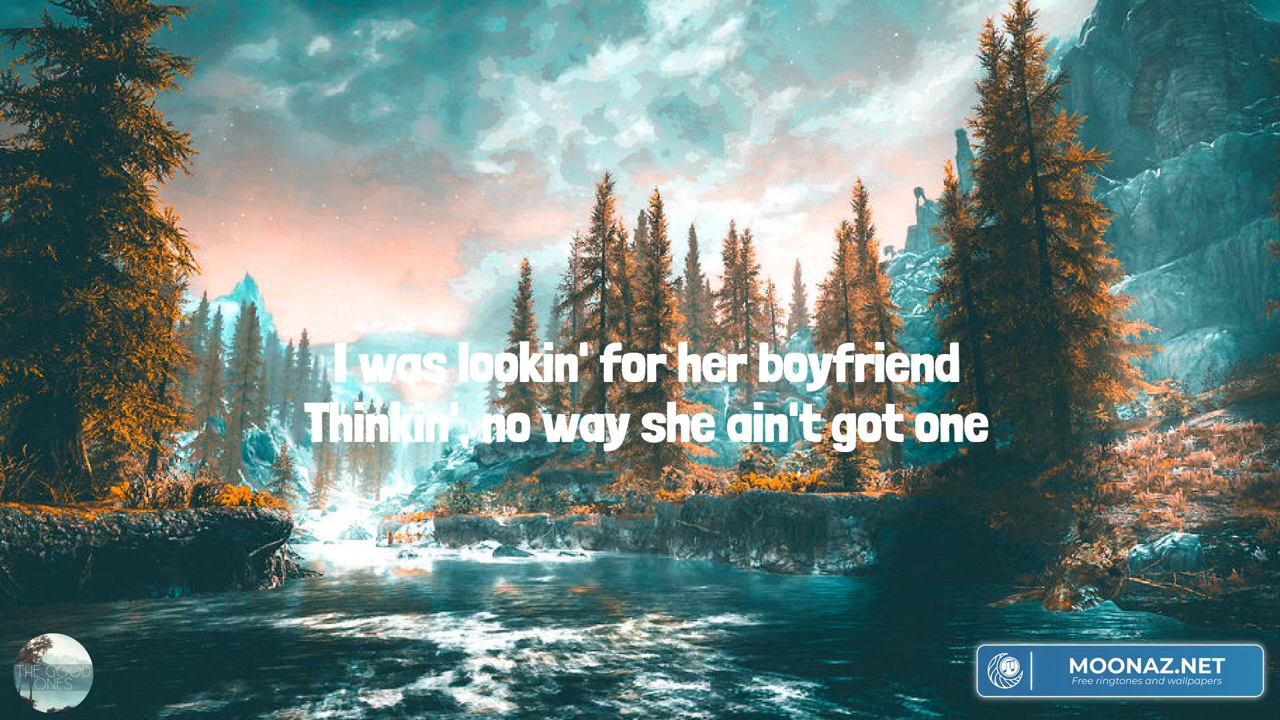 I was lookin' for her boyfriend
Thinkin', no way she ain't got one
THE GOOD
ONES
MOONAZ.NET
Free ringtones and wallpapers